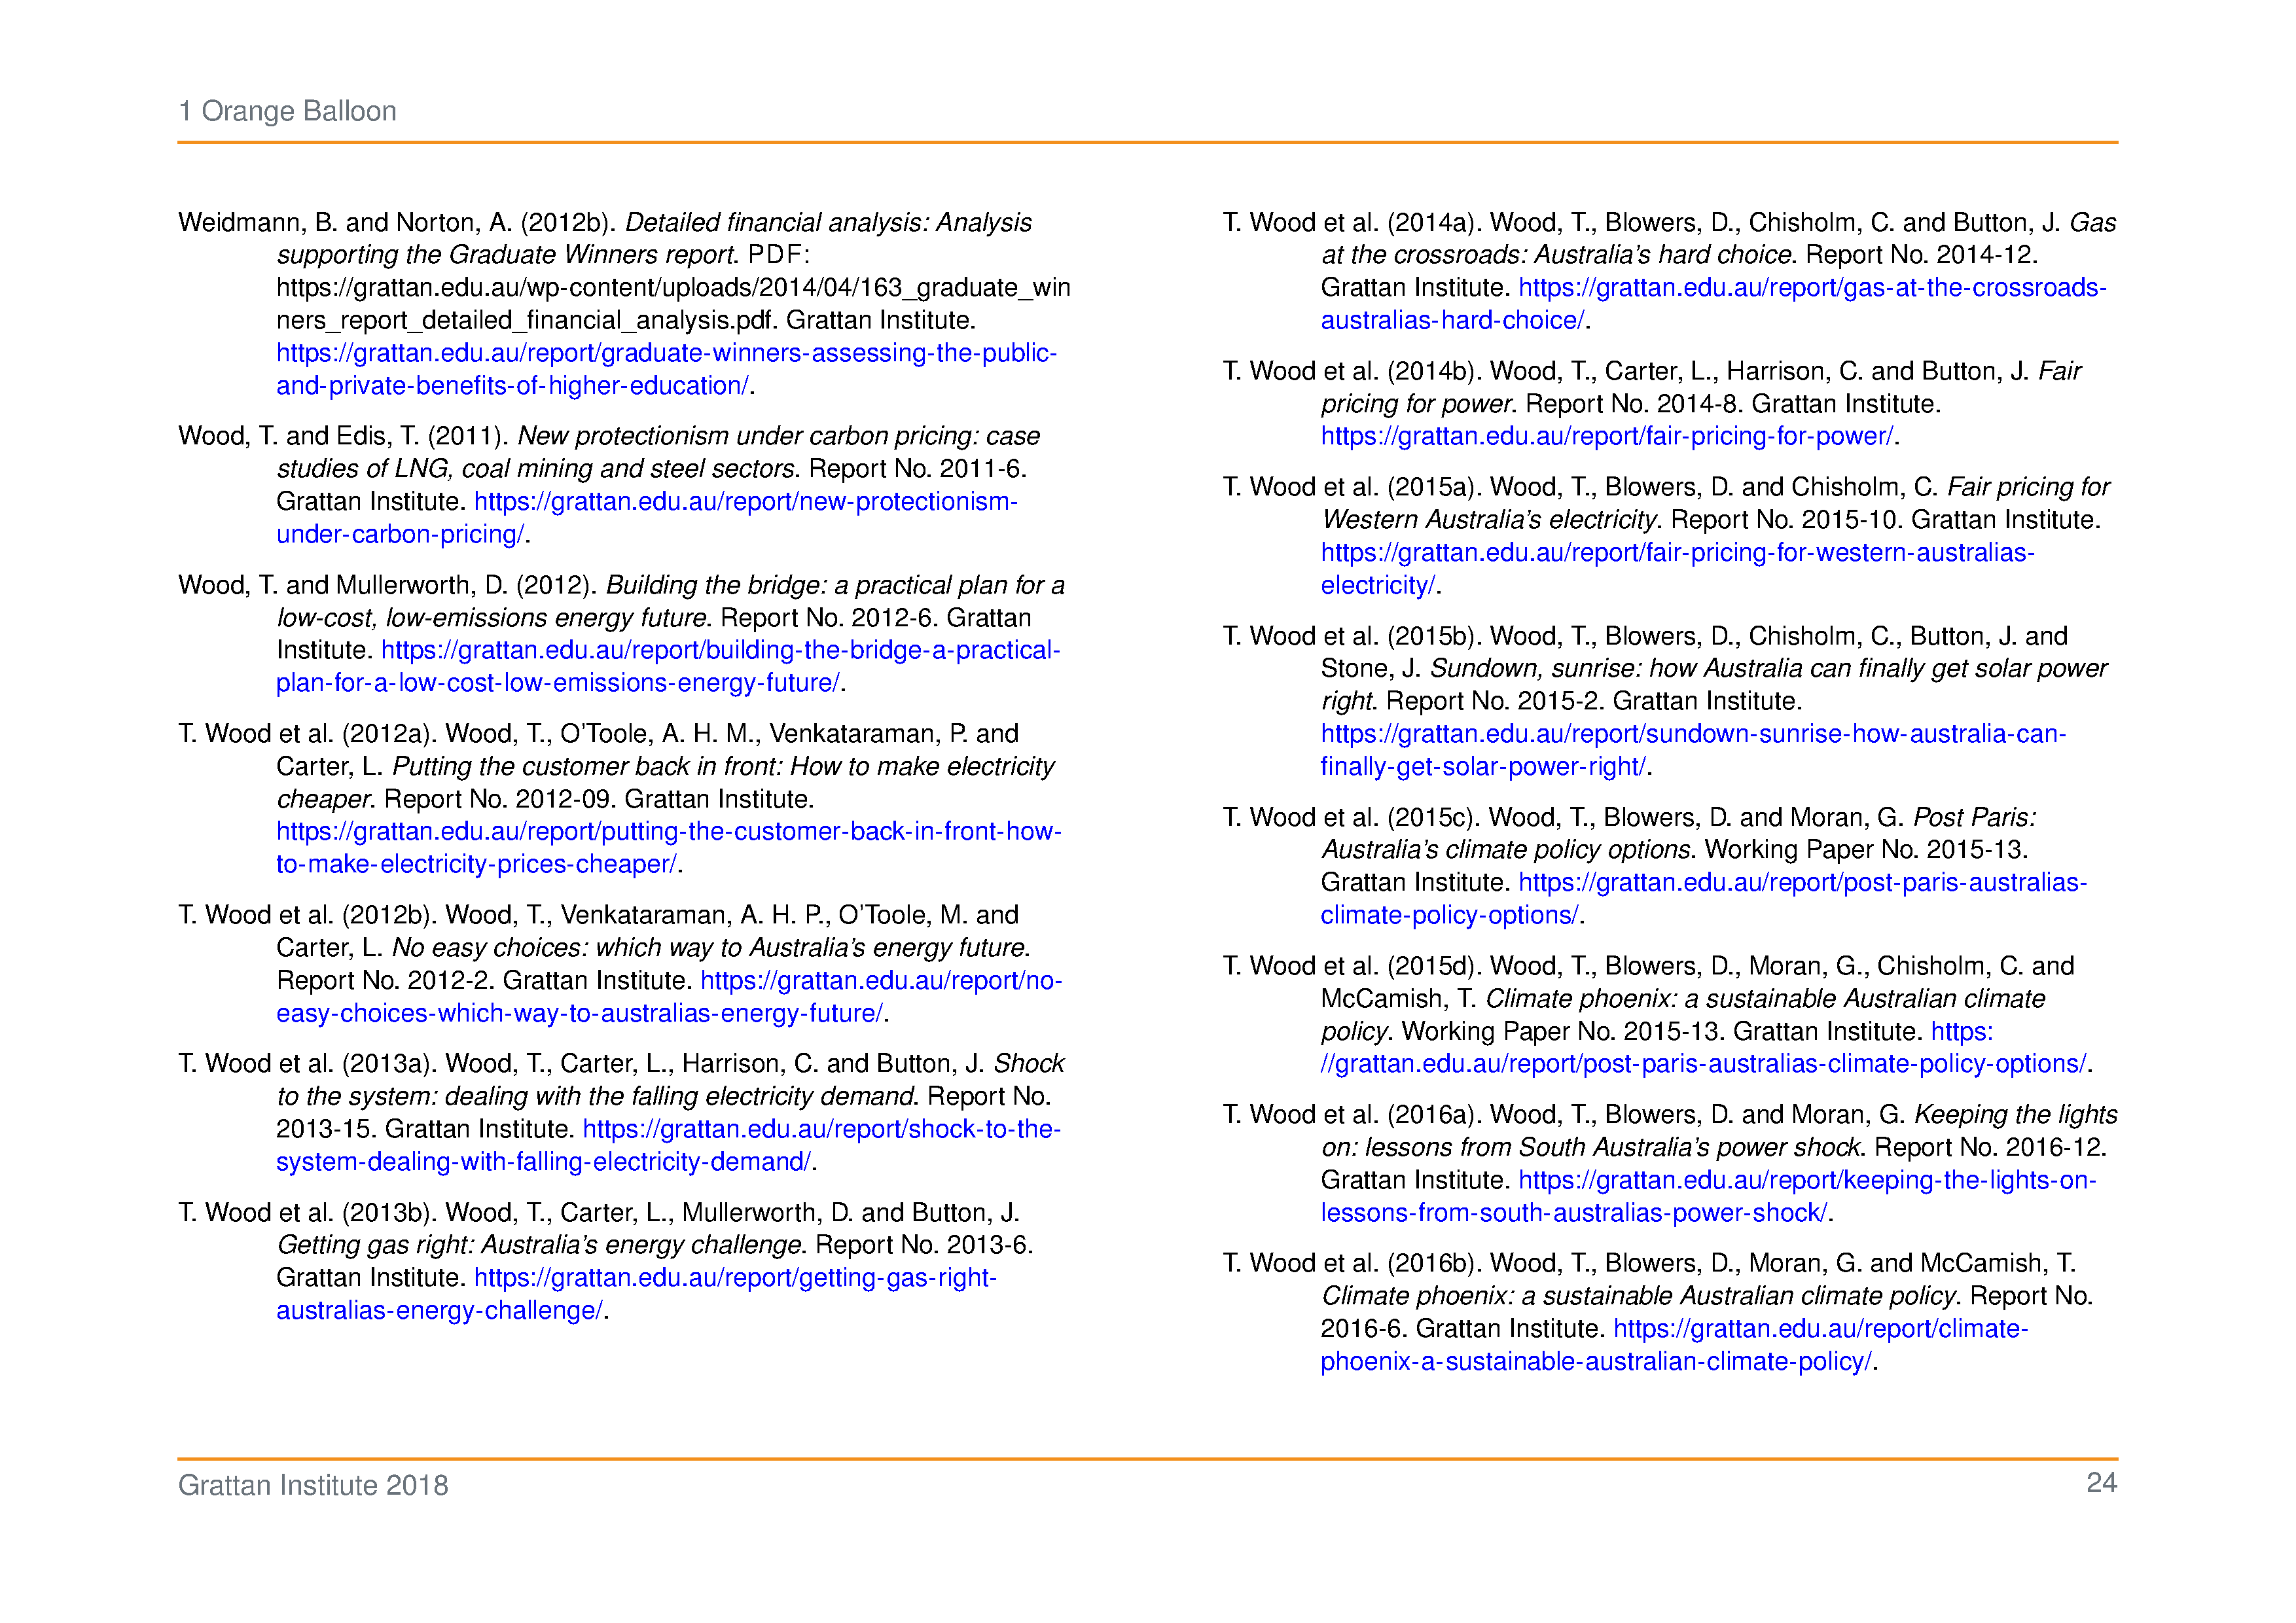 1 Orange Balloon
Weidmann, B. and Norton, A. (2012b). Detailed financial analysis: Analysis
supporting the Graduate Winners report. PDF:
https://grattan.edu.au/wp-content/uploads/2014/04/163_graduate_win
ners_report_detailed_financial_analysis.pdf. Grattan Institute.
https://grattan.edu.au/report/graduate-winners-assessing-the-public-
and-private-benefits-of-higher-education/.
Wood, T. and Edis, T. (2011). New protectionism under carbon pricing: case
studies of LNG, coal mining and steel sectors. Report No. 2011-6.
Grattan Institute. https://grattan.edu.au/report/new-protectionism-
under-carbon-pricing/.
Wood, T. and Mullerworth, D. (2012). Building the bridge: a practical plan for a
low-cost, low-emissions energy future. Report No. 2012-6. Grattan
Institute. https://grattan.edu.au/report/building-the-bridge-a-practical-
plan-for-a-low-cost-low-emissions-energy-future/.
T. Wood et al. (2012a). Wood, T., O'Toole, A. H. M., Venkataraman, P. and
Carter, L. Putting the customer back in front: How to make electricity
cheaper. Report No. 2012-09. Grattan Institute.
https://grattan.edu.au/report/putting-the-customer-back-in-front-how-
to-make-electricity-prices-cheaper/.
T. Wood et al. (2012b). Wood, T., Venkataraman, A. H. P., O'Toole, M. and
Carter, L. No easy choices: which way to Australia's energy future.
Report No. 2012-2. Grattan Institute. https://grattan.edu.au/report/no-
easy-choices-which-way-to-australias-energy-future/.
T. Wood et al. (2013a). Wood, T., Carter, L., Harrison, C. and Button, J. Shock
to the system: dealing with the falling electricity demand. Report No.
2013-15. Grattan Institute. https://grattan.edu.au/report/shock-to-the-
system-dealing-with-falling-electricity-demand/.
T. Wood et al. (2013b). Wood, T., Carter, L., Mullerworth, D. and Button, J.
Getting gas right: Australia's energy challenge. Report No. 2013-6.
Grattan Institute. https://grattan.edu.au/report/getting-gas-right-
australias-energy-challenge/.
T. Wood et al. (2014a). Wood, T., Blowers, D., Chisholm, C. and Button, J. Gas
at the crossroads: Australia's hard choice. Report No. 2014-12.
Grattan Institute. https://grattan.edu.au/report/gas-at-the-crossroads-
australias-hard-choice/.
T. Wood et al. (2014b). Wood, T., Carter, L., Harrison, C. and Button, J. Fair
pricing for power. Report No. 2014-8. Grattan Institute.
https://grattan.edu.au/report/fair-pricing-for-power/.
T. Wood et al. (2015a). Wood, T., Blowers, D. and Chisholm, C. Fair pricing for
Western Australia's electricity. Report No. 2015-10. Grattan Institute.
https://grattan.edu.au/report/fair-pricing-for-western-australias-
electricity/.
T. Wood et al. (2015b). Wood, T., Blowers, D., Chisholm, C., Button, J. and
Stone, J. Sundown, sunrise: how Australia can finally get solar power
right. Report No. 2015-2. Grattan Institute.
https://grattan.edu.au/report/sundown-sunrise-how-australia-can-
finally-get-solar-power-right/.
T. Wood et al. (2015c). Wood, T., Blowers, D. and Moran, G. Post Paris:
Australia's climate policy options. Working Paper No. 2015-13.
Grattan Institute. https://grattan.edu.au/report/post-paris-australias-
climate-policy-options/.
T. Wood et al. (2015d). Wood, T., Blowers, D., Moran, G., Chisholm, C. and
McCamish, T. Climate phoenix: a sustainable Australian climate
policy. Working Paper No. 2015-13. Grattan Institute. https:
//grattan.edu.au/report/post-paris-australias-climate-policy-options/.
T. Wood et al. (2016a). Wood, T., Blowers, D. and Moran, G. Keeping the lights
on: lessons from South Australia's power shock. Report No. 2016-12.
Grattan Institute. https://grattan.edu.au/report/keeping-the-lights-on-
lessons-from-south-australias-power-shock/.
T. Wood et al. (2016b). Wood, T., Blowers, D., Moran, G. and McCamish, T.
Climate phoenix: a sustainable Australian climate policy. Report No.
2016-6. Grattan Institute. https://grattan.edu.au/report/climate-
phoenix-a-sustainable-australian-climate-policy/.
Grattan Institute 2018
24